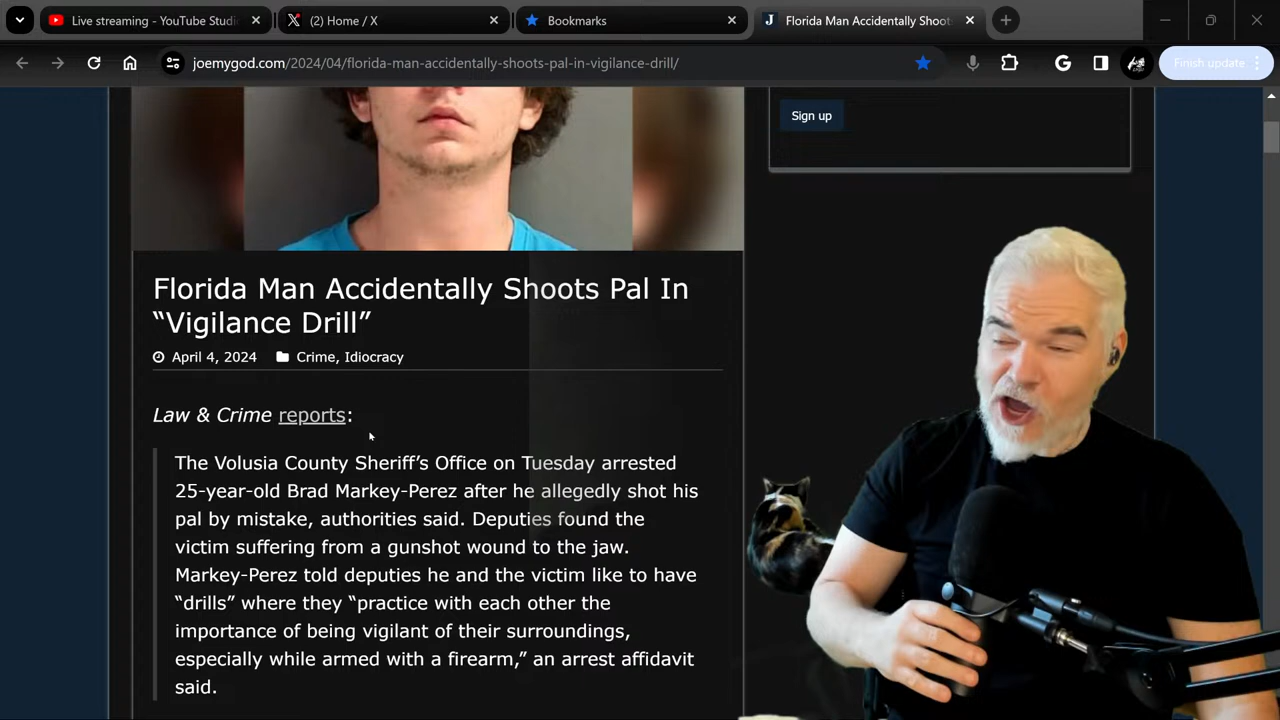 Live streaming - YouTube Studi
(2) Home / X
Bookmarks
Florida Man Accidentally Shoots
joemygod.com/2024/04/florida-man-accidentally-shoots-pal-in-vigilance-drill/
Finish update
Sign up
Florida Man Accidentally Shoots Pal In
“Vigilance Drill”
April 4, 2024 Crime, Idiocracy
Law & Crime reports:
The Volusia County Sheriff’s Office on Tuesday arrested
25-year-old Brad Markey-Perez after he allegedly shot his
pal by mistake, authorities said. Deputies found the
victim suffering from a gunshot wound to the jaw.
Markey-Perez told deputies he and the victim like to have
“drills” where they “practice with each other the
importance of being vigilant of their surroundings,
especially while armed with a firearm,” an arrest affidavit
said.